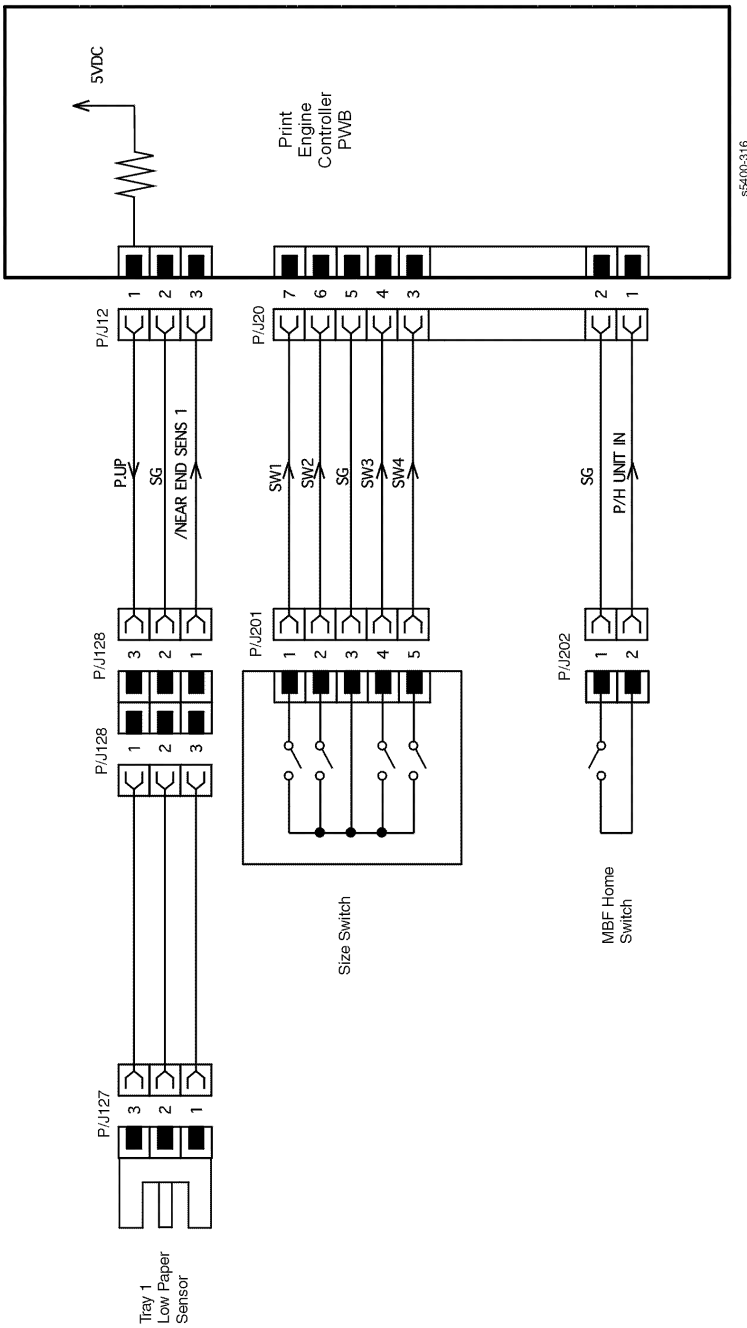 5VDC
Print
Engine
Controller
PWB
s5400-316
P/J12
1
2
3
P/J20
7
6
5
4
3
2
1
P.UP
SG
/NEAR END SENS 1
SW1
SW2
SG
SW3
SW4
SG
P/H UNIT IN
P/J128
3
2
1
P/J201
1
2
3
4
5
P/J202
1
2
P/J128
1
2
3
Size Switch
MBF Home
Switch
P/J127
3
2
1
Tray 1
Low Paper
Sensor